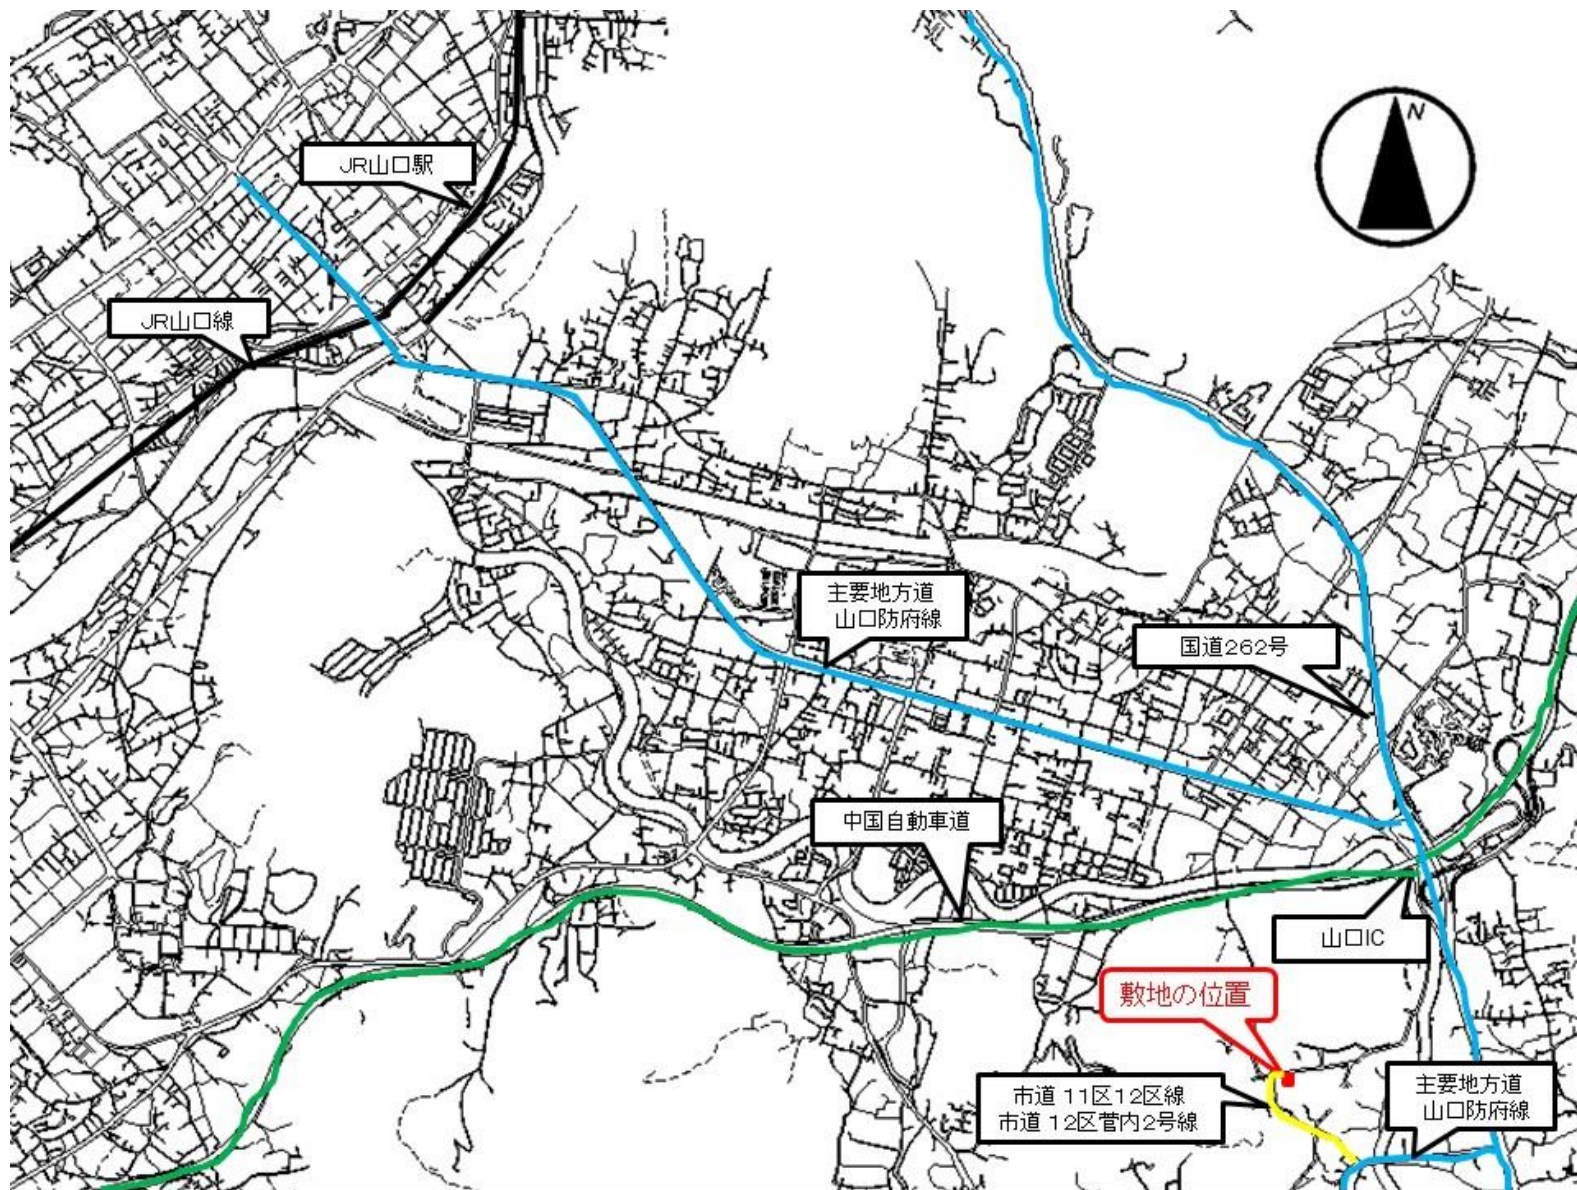 N
JR山口駅
JR山口線
主要地方道
山口防府線
国道262号
中国自動車道
山口IC
敷地の位置
市道 11区12区線
市道 12区菅内2号線
主要地方道
山口防府線